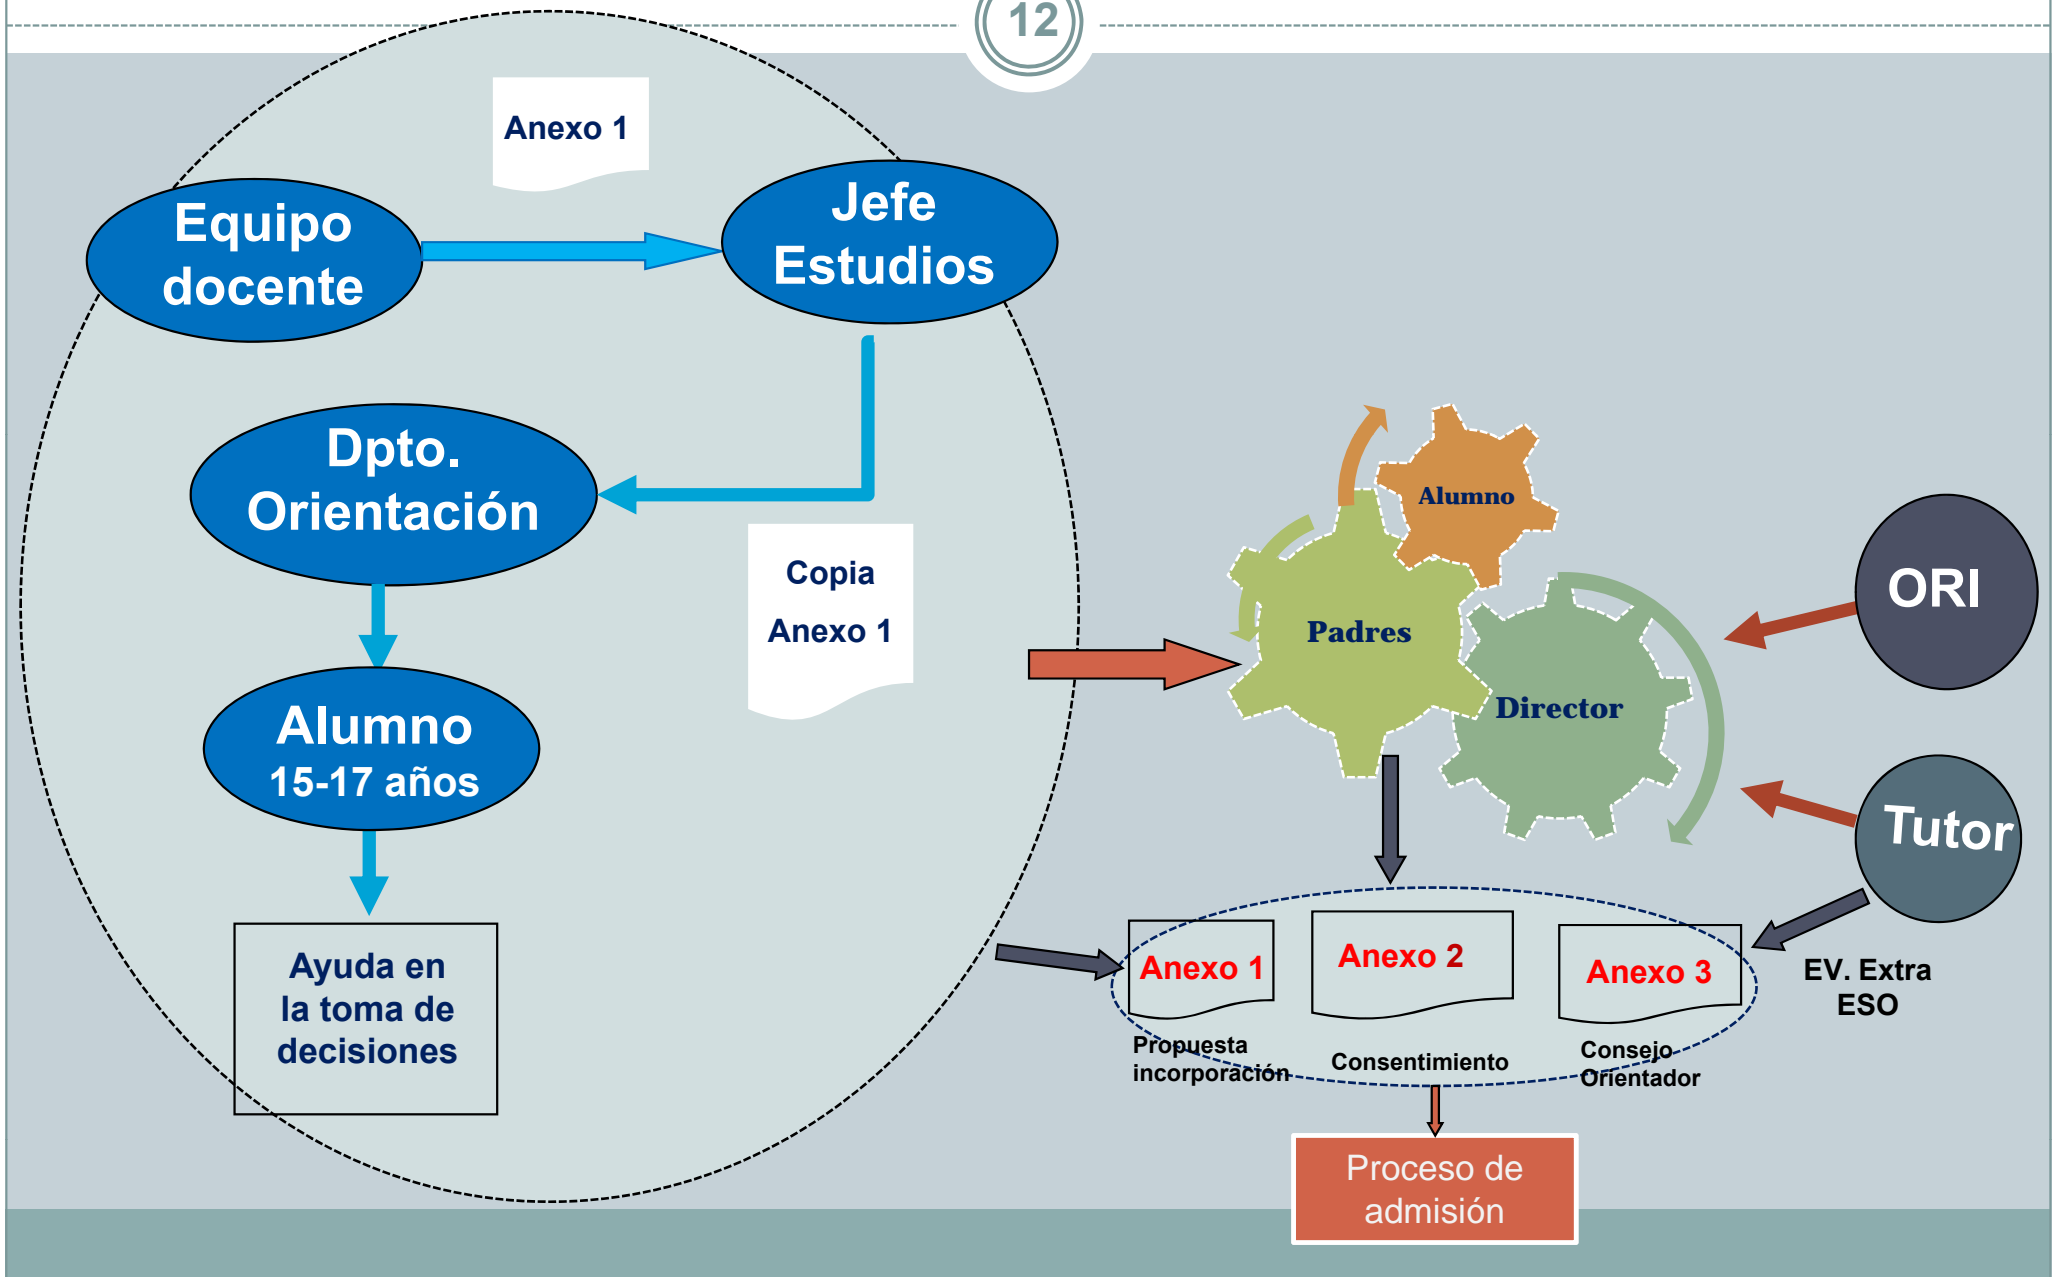 12
Anexo 1
Equipo
docente
Jefe
Estudios
Dpto.
Orientación
Copia
Anexo 1
Alumno
15-17 años
Ayuda en
la toma de
decisiones
Alumno
Padres
Director
ORI
Tutor
Anexo 1
Anexo 2
Anexo 3
EV. Extra
ESO
Propuesta
incorporación
Consentimiento
Consejo
Orientador
Proceso de
admisión